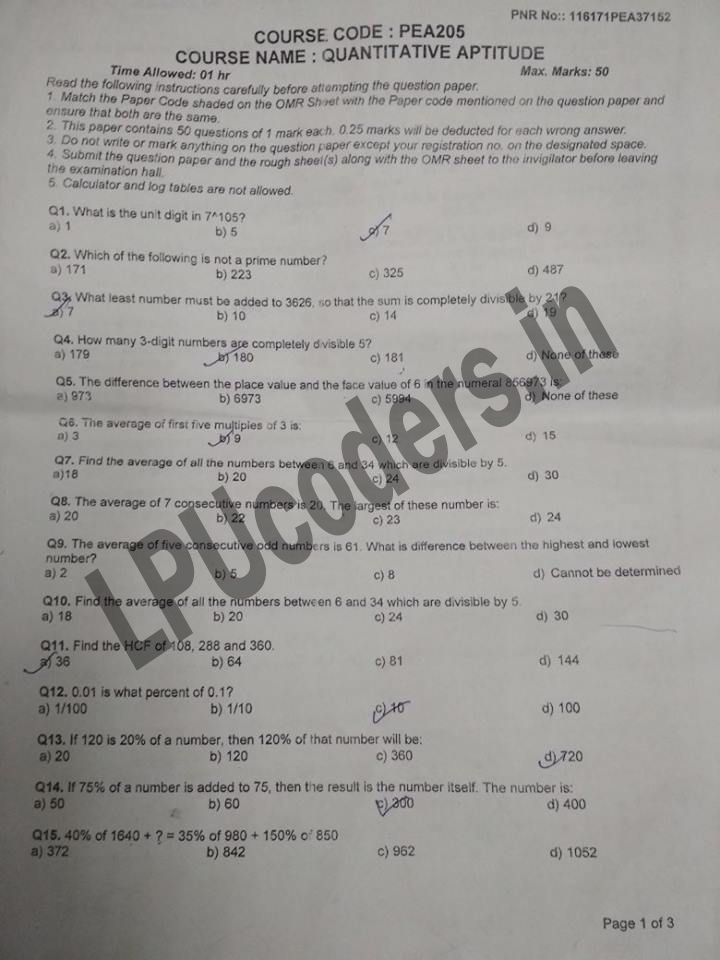 PNR No:: 116171PEA37152
COURSE CODE : PEA205
COURSE NAME : QUANTITATIVE APTITUDE
Time Allowed: 01 hr Max. Marks: 50
Read the following instructions carefully before attempting the question paper.
1. Match the Paper Code shaded on the OMR Sheet with the Paper code mentioned on the question paper and
ensure that both are the same.
2. This paper contains 50 questions of 1 mark each. 0.25 marks will be deducted for each wrong answer.
3. Do not write or mark anything on the question paper except your registration no. on the designated space.
4. Submit the question paper and the rough sheet(s) along with the OMR sheet to the invigilator before leaving
the examination hall.
5. Calculator and log tables are not allowed.
Q1. What is the unit digit in 7^105?
a) 1 b) 5 c) 7 d) 9
Q2. Which of the following is not a prime number?
a) 171 b) 223 c) 325 d) 487
Q3. What least number must be added to 3626, so that the sum is completely divisible by 21?
a) 7 b) 10 c) 14 d) 19
Q4. How many 3-digit numbers are completely divisible 5?
a) 179 b) 180 c) 181 d) None of these
Q5. The difference between the place value and the face value of 6 in the numeral 856973 is:
a) 973 b) 6973 c) 5994 d) None of these
Q6. The average of first five multiples of 3 is:
a) 3 b) 9 c) 12 d) 15
Q7. Find the average of all the numbers between 6 and 34 which are divisible by 5.
a)18 b) 20 c) 24 d) 30
Q8. The average of 7 consecutive numbers is 20. The largest of these number is:
a) 20 b) 22 c) 23 d) 24
Q9. The average of five consecutive odd numbers is 61. What is difference between the highest and lowest
number?
a) 2 b) 5 c) 8 d) Cannot be determined
Q10. Find the average of all the numbers between 6 and 34 which are divisible by 5.
a) 18 b) 20 c) 24 d) 30
Q11. Find the HCF of 108, 288 and 360.
a) 36 b) 64 c) 81 d) 144
Q12. 0.01 is what percent of 0.1?
a) 1/100 b) 1/10 c) 10 d) 100
Q13. If 120 is 20% of a number, then 120% of that number will be:
a) 20 b) 120 c) 360 d) 720
Q14. If 75% of a number is added to 75, then the result is the number itself. The number is:
a) 50 b) 60 c) 300 d) 400
Q15. 40% of 1640 + ? = 35% of 980 + 150% of 850
a) 372 b) 842 c) 962 d) 1052
Page 1 of 3
LPUcoders.in